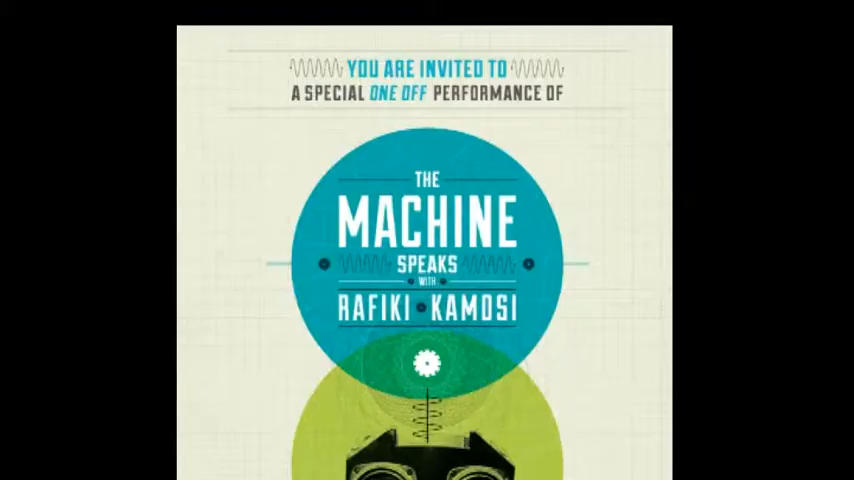 YOU ARE INVITED TO
A SPECIAL ONE OFF PERFORMANCE OF
THE
MACHINE
SPEAKS
WITH
RAFIKI KAMOSI